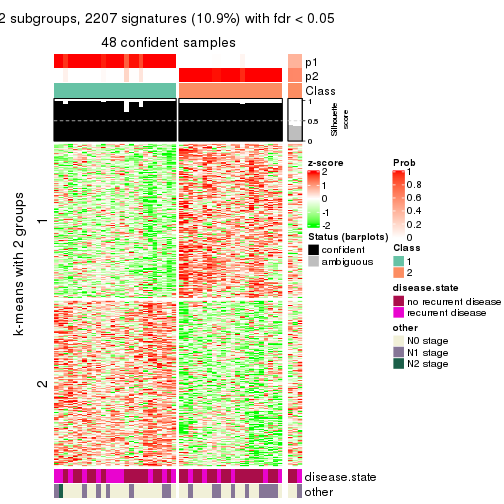 2 subgroups, 2207 signatures (10.9%) with fdr < 0.05
48 confident samples
p1
p2
Class
1
0.5
0
Silhouette
score
k-means with 2 groups
1
2
z-score
2
1
0
-1
-2
Status (barplots)
confident
ambiguous
Prob
1
0.8
0.6
0.4
0.2
0
Class
1
2
disease.state
no recurrent disease
recurrent disease
other
N0 stage
N1 stage
N2 stage
disease.state
other